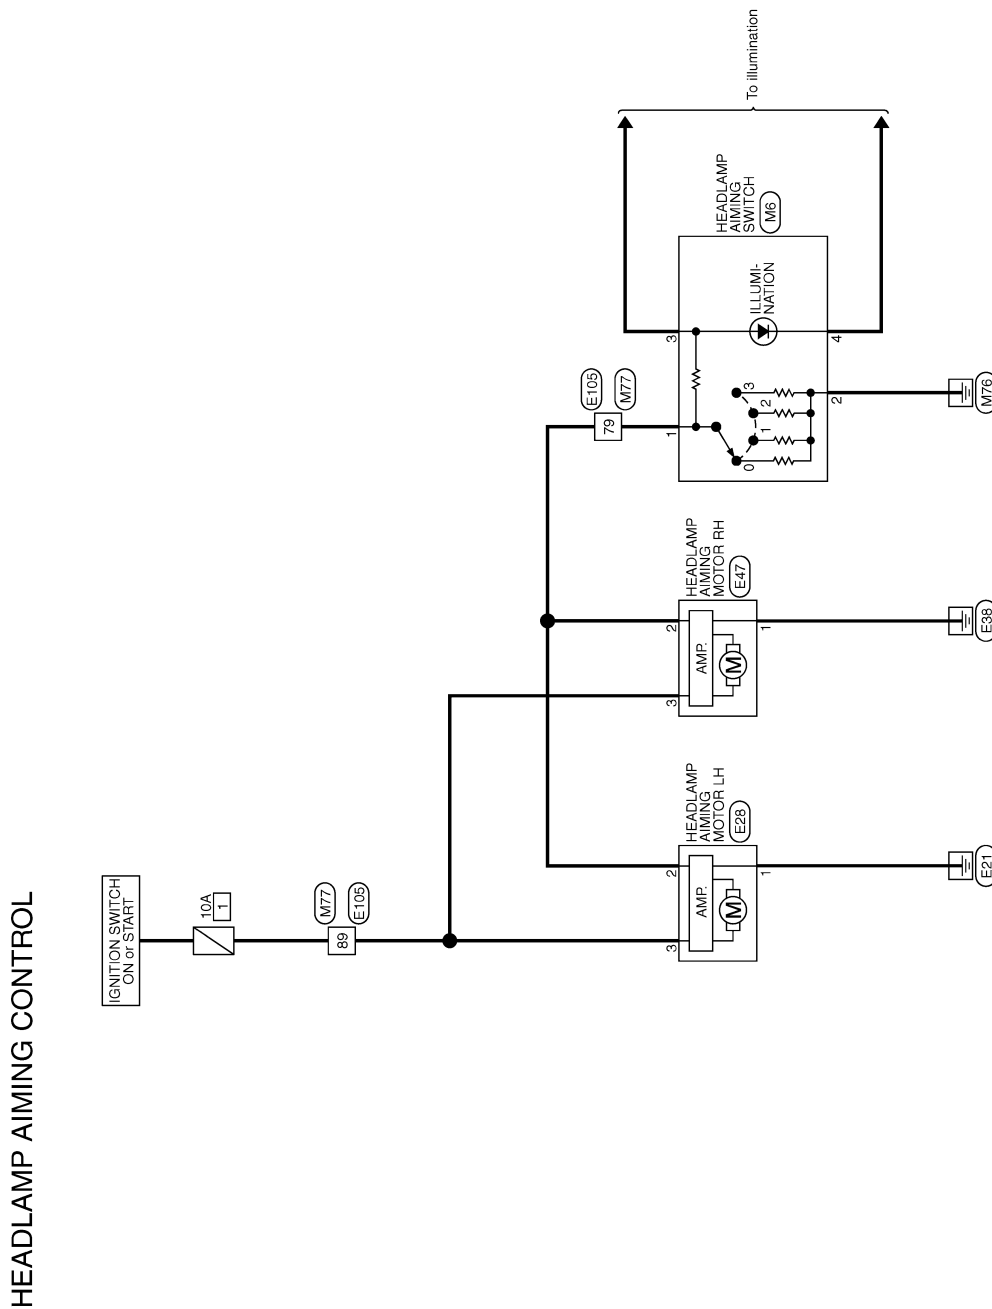 HEADLAMP AIMING CONTROL
IGNITION SWITCH
ON or START
10A
1
M77
89
E105
3
2
AMP.
M
1
HEADLAMP
AIMING
MOTOR LH
E28
E21
3
2
AMP.
M
1
HEADLAMP
AIMING
MOTOR RH
E47
E38
E105
79
M77
1
3
0
1
2
3
ILLUMI-
NATION
2
4
HEADLAMP
AIMING
SWITCH
M6
M76
To illumination